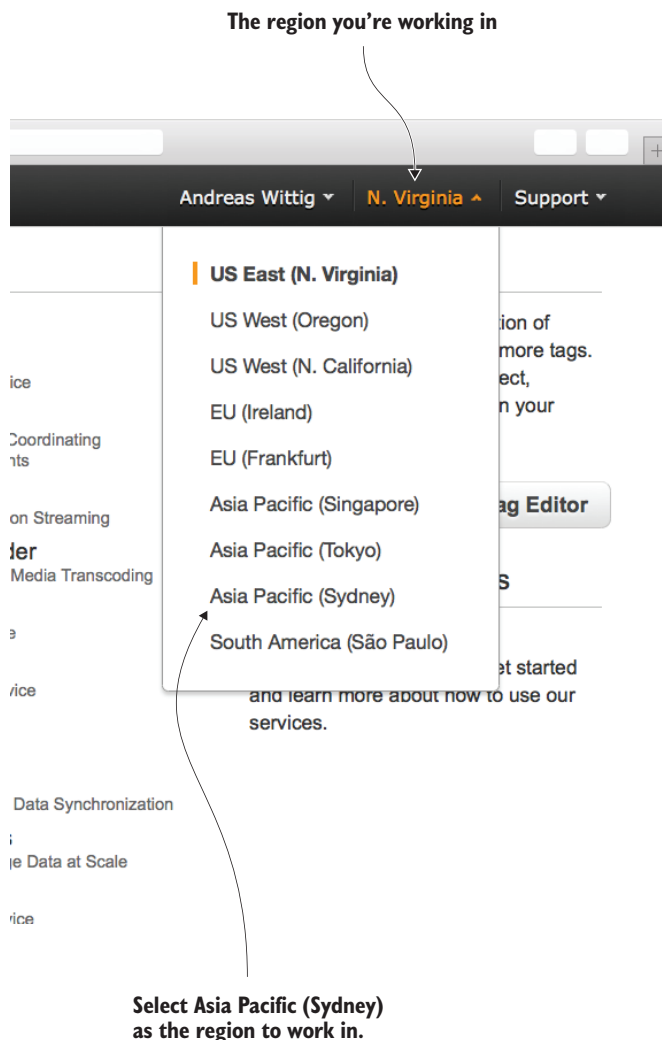 The region you're working in
Andreas Wittig N. Virginia Support
US East (N. Virginia)
US West (Oregon)
ion of
more tags.
US West (N. California)
ect,
ice
n your
EU (Ireland)
Coordinating
nts
EU (Frankfurt)
Asia Pacific (Singapore)
ag Editor
on Streaming
der
Asia Pacific (Tokyo)
Media Transcoding
s
Asia Pacific (Sydney)
e
South America (São Paulo)
et started
vice
and learn more about how to use our
services.
Data Synchronization
s
ge Data at Scale
vice
Select Asia Pacific (Sydney)
as the region to work in.